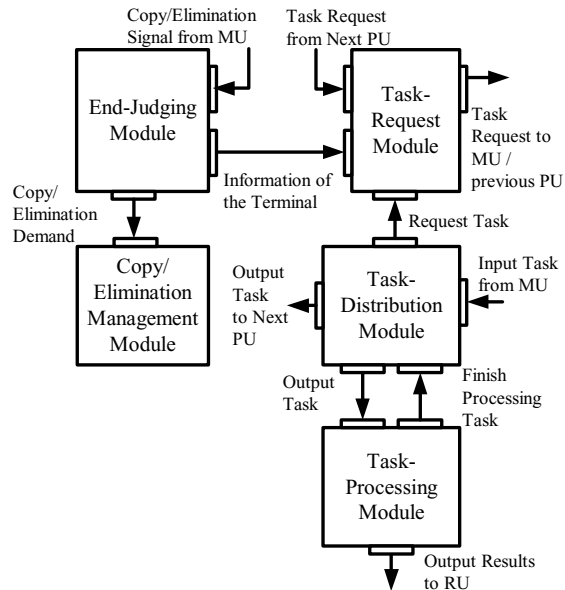 Copy/Elimination
Signal from MU
Task Request
from Next PU
End-Judging
Module
Task-
Request
Module
Task
Request to
MU /
previous PU
Information of
the Terminal
Copy/
Elimination
Demand
Request Task
Copy/
Elimination
Management
Module
Output
Task
to Next
PU
Task-
Distribution
Module
Input Task
from MU
Output
Task
Finish
Processing
Task
Task-
Processing
Module
Output Results
to RU